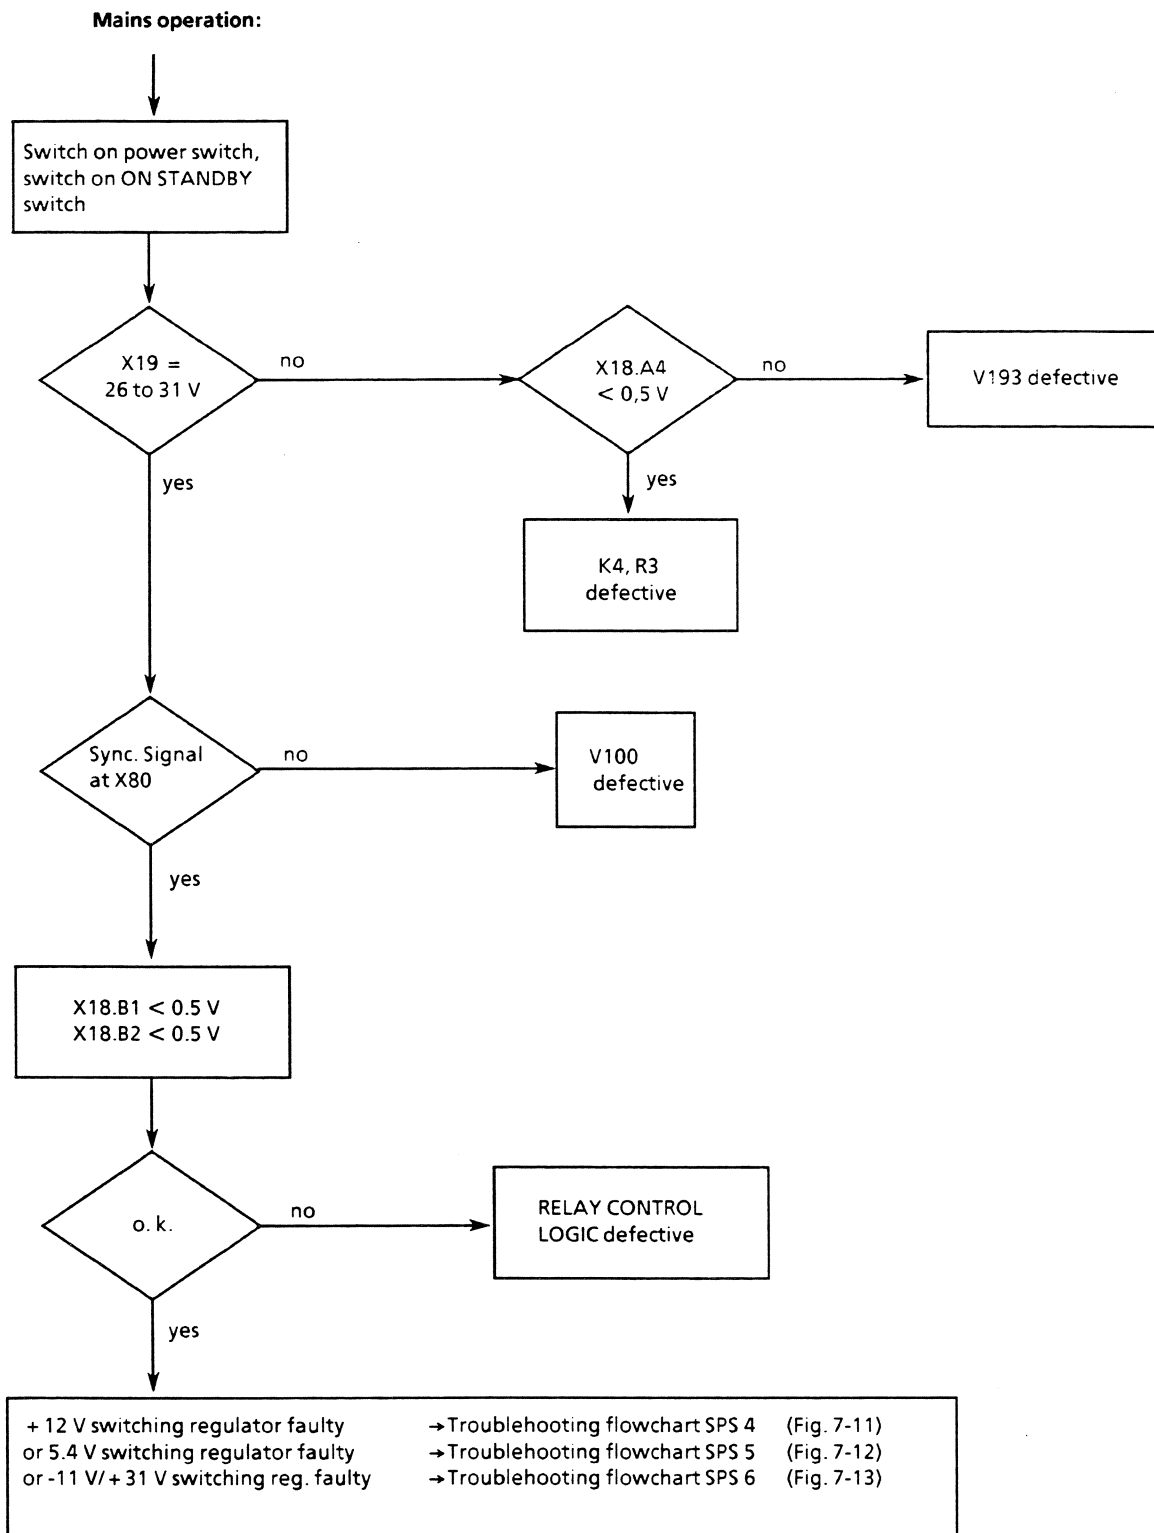 Mains operation:
Switch on power switch,
switch on ON STANDBY
switch
X19 =
26 to 31 V
no
X18.A4
< 0,5 V
no
V193 defective
yes
yes
K4, R3
defective
Sync. Signal
at X80
no
V100
defective
yes
X18.B1 < 0.5 V
X18.B2 < 0.5 V
o. k.
no
RELAY CONTROL
LOGIC defective
yes
+ 12 V switching regulator faulty →Troublehooting flowchart SPS 4 (Fig. 7-11)
or 5.4 V switching regulator faulty →Troublehooting flowchart SPS 5 (Fig. 7-12)
or -11 V/ + 31 V switching reg. faulty →Troublehooting flowchart SPS 6 (Fig. 7-13)